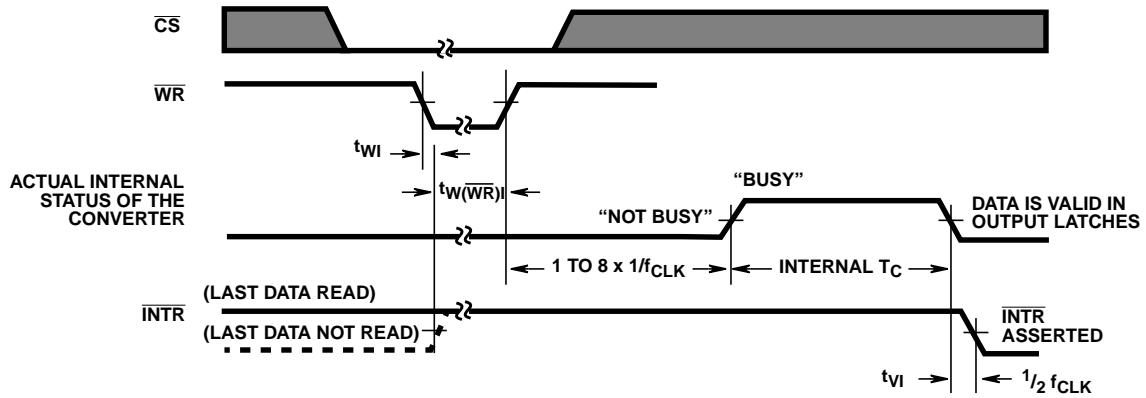 CS
WR
tWI
tW(WR)I
ACTUAL INTERNAL
STATUS OF THE
CONVERTER
“BUSY”
“NOT BUSY”
DATA IS VALID IN
OUTPUT LATCHES
1 TO 8 x 1/fCLK
INTERNAL TC
(LAST DATA READ)
INTR
(LAST DATA NOT READ)
INTR
ASSERTED
tVI
1/2 fCLK